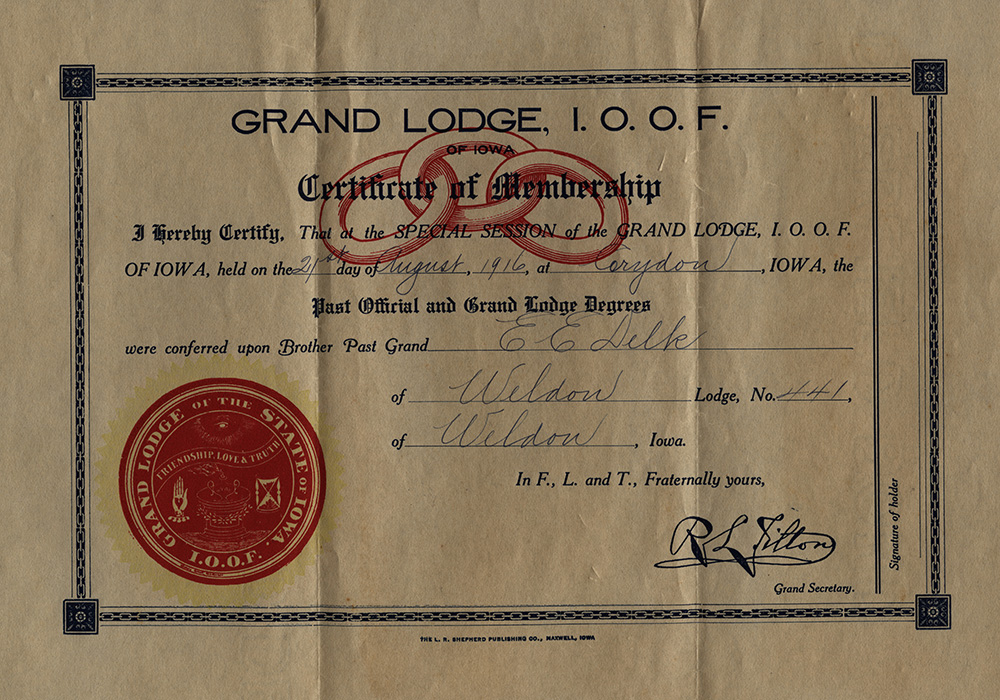 GRAND LODGE, I. O. O. F.
OF IOWA
Certificate of Membership
I Hereby Certify, That at the SPECIAL SESSION of the GRAND LODGE, I. O. O. F.
OF IOWA, held on the 21st day of August, 1916, at Corydon, IOWA, the
Past Official and Grand Lodge Degrees
were conferred upon Brother Past Grand E E Delk
of Weldon Lodge, No. 441,
of Weldon, Iowa.
In F., L. and T., Fraternally yours,
R L Tilton
Grand Secretary.
Signature of holder
GRAND LODGE OF THE STATE OF IOWA.
I.O.O.F.
FRIENDSHIP, LOVE & TRUTH
THE L. R. SHEPHERD PUBLISHING CO., MAXWELL, IOWA